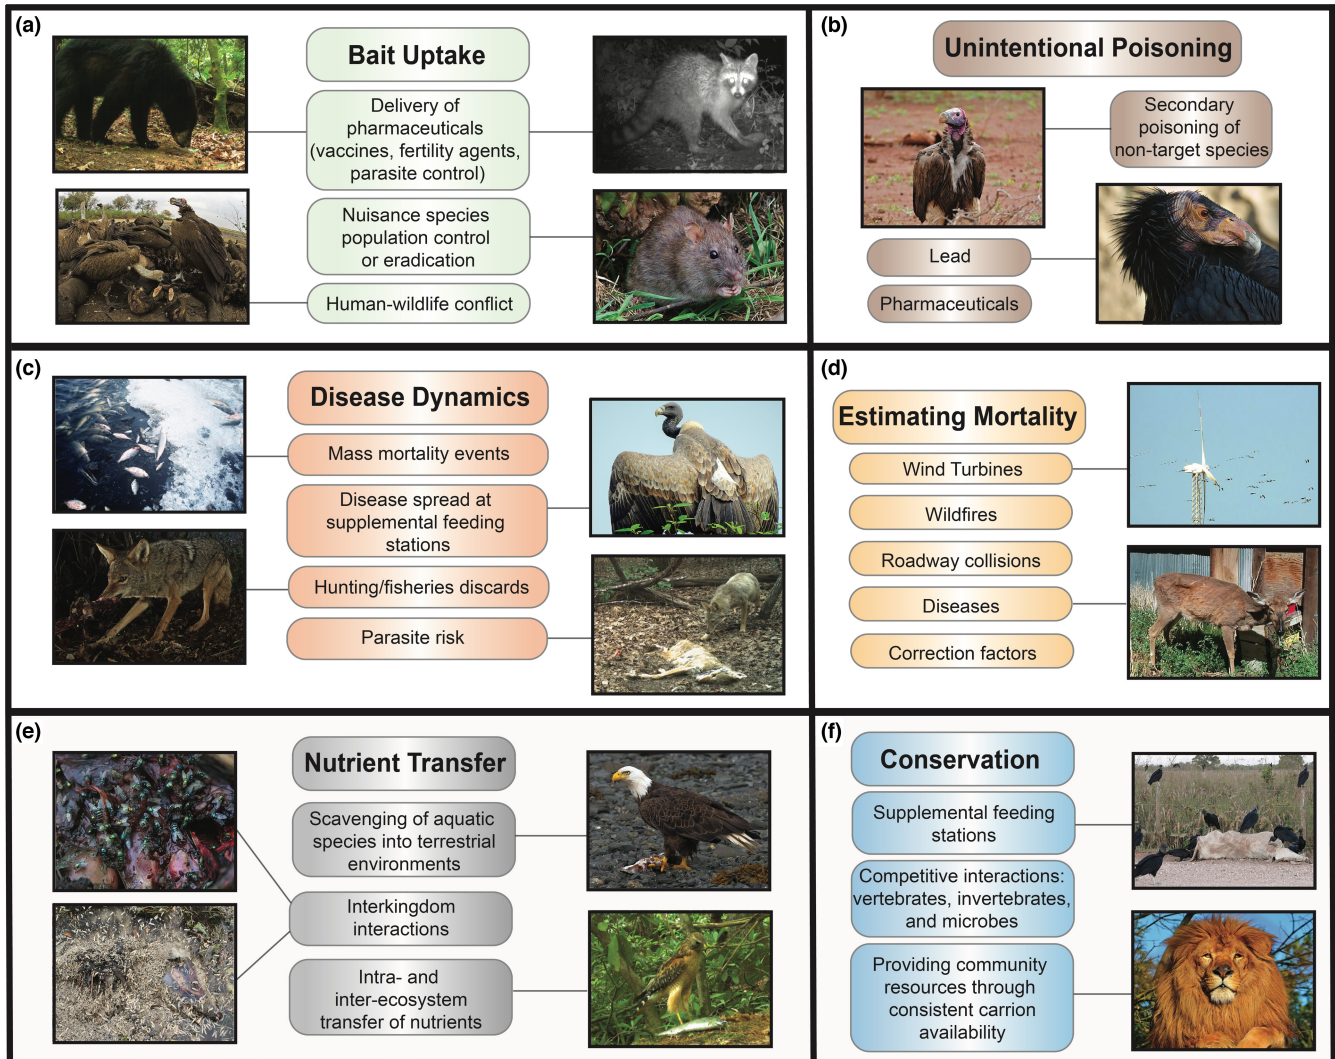 (a)
Bait Uptake
Delivery of
pharmaceuticals
(vaccines, fertility agents,
parasite control)
Nuisance species
population control
or eradication
Human-wildlife conflict
(b)
Unintentional Poisoning
Secondary
poisoning of
non-target species
Lead
Pharmaceuticals
(c)
Disease Dynamics
Mass mortality events
Disease spread at
supplemental feeding
stations
Hunting/fisheries discards
Parasite risk
(d)
Estimating Mortality
Wind Turbines
Wildfires
Roadway collisions
Diseases
Correction factors
(e)
Nutrient Transfer
Scavenging of aquatic
species into terrestrial
environments
Interkingdom
interactions
Intra- and
inter-ecosystem
transfer of nutrients
(f)
Conservation
Supplemental feeding
stations
Competitive interactions:
vertebrates, invertebrates,
and microbes
Providing community
resources through
consistent carrion
availability